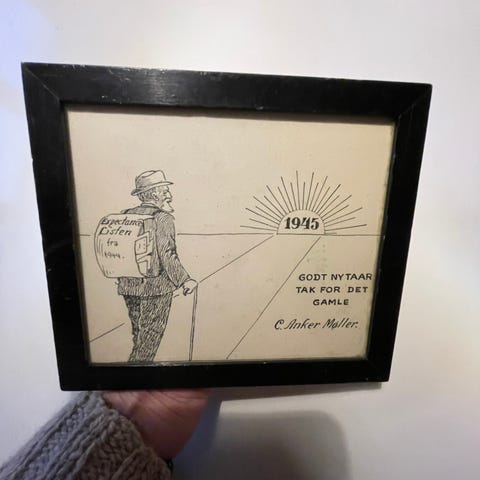 Expectance
Listen
fra
1944.
1945
GODT NYTAAR
TAK FOR DET
GAMLE
C. Anker Møller.